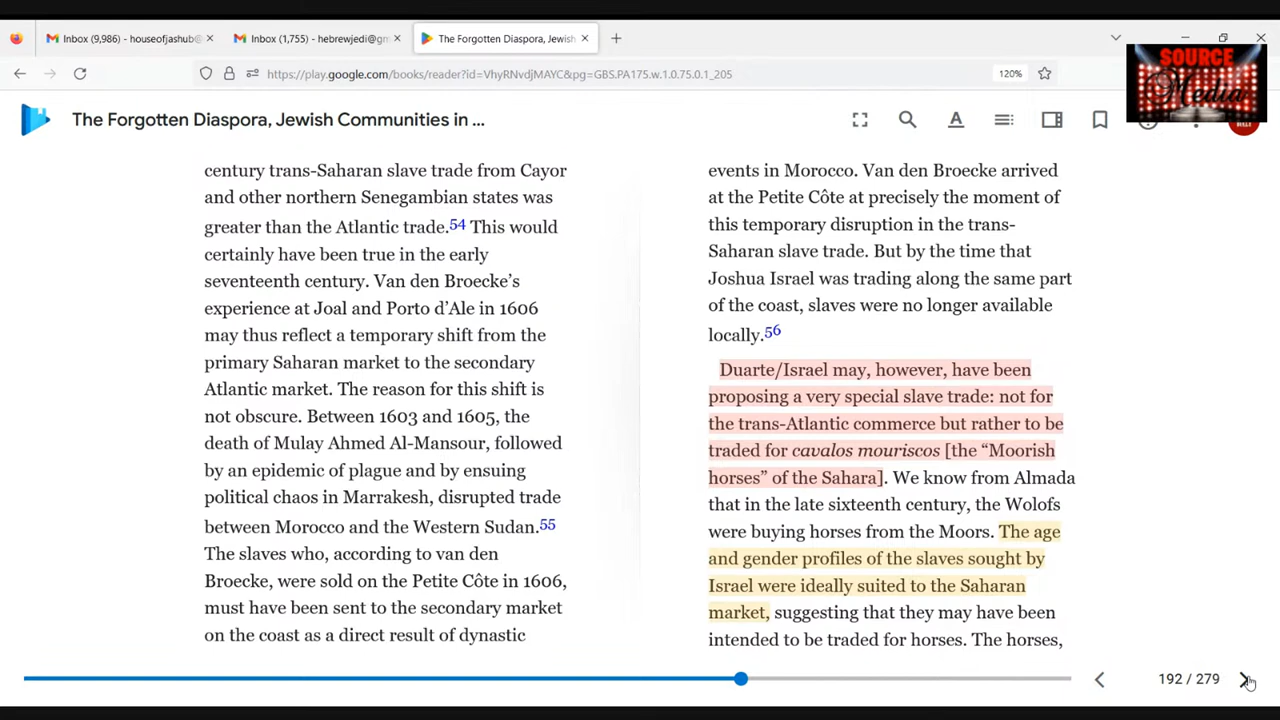 Inbox (9,986) - houseofjashub@
Inbox (1,755) - hebrewjedi@gm
The Forgotten Diaspora, Jewish
https://play.google.com/books/reader?id=VhyRNvdjMAYC&pg=GBS.PA175.w.1.0.75.0.1_205
120%
SOURCE
Media
The Forgotten Diaspora, Jewish Communities in ...
century trans-Saharan slave trade from Cayor
and other northern Senegambian states was
greater than the Atlantic trade.54 This would
certainly have been true in the early
seventeenth century. Van den Broecke’s
experience at Joal and Porto d’Ale in 1606
may thus reflect a temporary shift from the
primary Saharan market to the secondary
Atlantic market. The reason for this shift is
not obscure. Between 1603 and 1605, the
death of Mulay Ahmed Al-Mansour, followed
by an epidemic of plague and by ensuing
political chaos in Marrakesh, disrupted trade
between Morocco and the Western Sudan.55
The slaves who, according to van den
Broecke, were sold on the Petite Côte in 1606,
must have been sent to the secondary market
on the coast as a direct result of dynastic
events in Morocco. Van den Broecke arrived
at the Petite Côte at precisely the moment of
this temporary disruption in the trans-
Saharan slave trade. But by the time that
Joshua Israel was trading along the same part
of the coast, slaves were no longer available
locally.56
Duarte/Israel may, however, have been
proposing a very special slave trade: not for
the trans-Atlantic commerce but rather to be
traded for cavalos mouriscos [the “Moorish
horses” of the Sahara]. We know from Almada
that in the late sixteenth century, the Wolofs
were buying horses from the Moors. The age
and gender profiles of the slaves sought by
Israel were ideally suited to the Saharan
market, suggesting that they may have been
intended to be traded for horses. The horses,
192 / 279